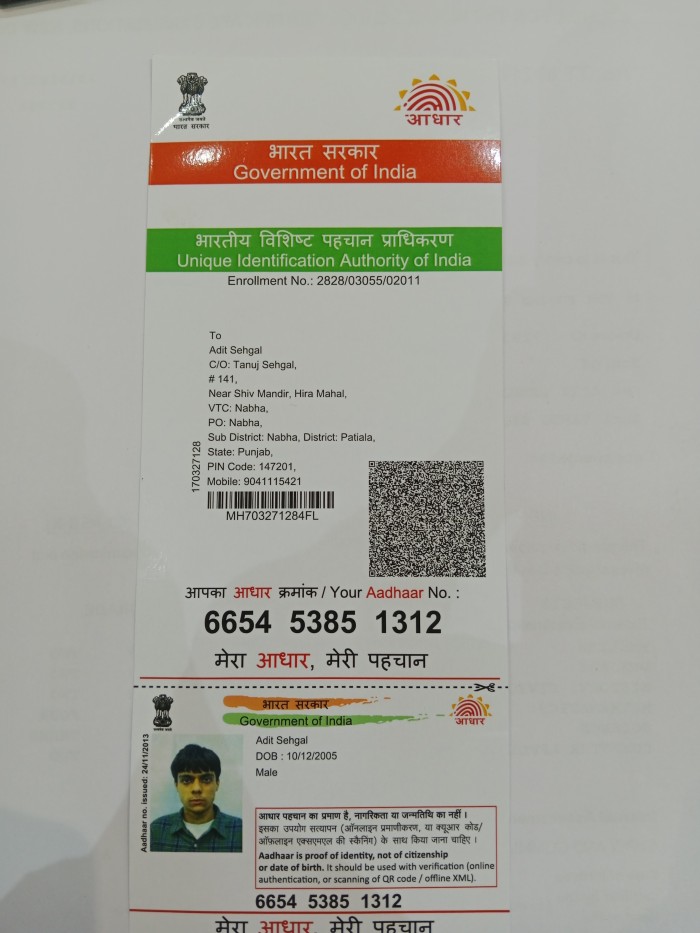 सत्यमेव जयते
भारत सरकार
आधार
भारत सरकार
Government of India
भारतीय विशिष्ट पहचान प्राधिकरण
Unique Identification Authority of India
Enrollment No.: 2828/03055/02011
To
Adit Sehgal
C/O: Tanuj Sehgal,
# 141,
Near Shiv Mandir, Hira Mahal,
VTC: Nabha,
PO: Nabha,
Sub District: Nabha, District: Patiala,
State: Punjab,
PIN Code: 147201,
Mobile: 9041115421
170327128
MH703271284FL
आपका आधार क्रमांक / Your Aadhaar No. :
6654 5385 1312
मेरा आधार, मेरी पहचान
भारत सरकार
Government of India
आधार
Aadhaar no. issued: 24/11/2013
Adit Sehgal
DOB : 10/12/2005
Male
आधार पहचान का प्रमाण है, नागरिकता या जन्मतिथि का नहीं ।
इसका उपयोग सत्यापन (ऑनलाइन प्रमाणीकरण, या क्यूआर कोड/
ऑफ़लाइन एक्सएमएल की स्कैनिंग) के साथ किया जाना चाहिए ।
Aadhaar is proof of identity, not of citizenship
or date of birth. It should be used with verification (online
authentication, or scanning of QR code / offline XML).
6654 5385 1312
मेरा आधार, मेरी पहचान